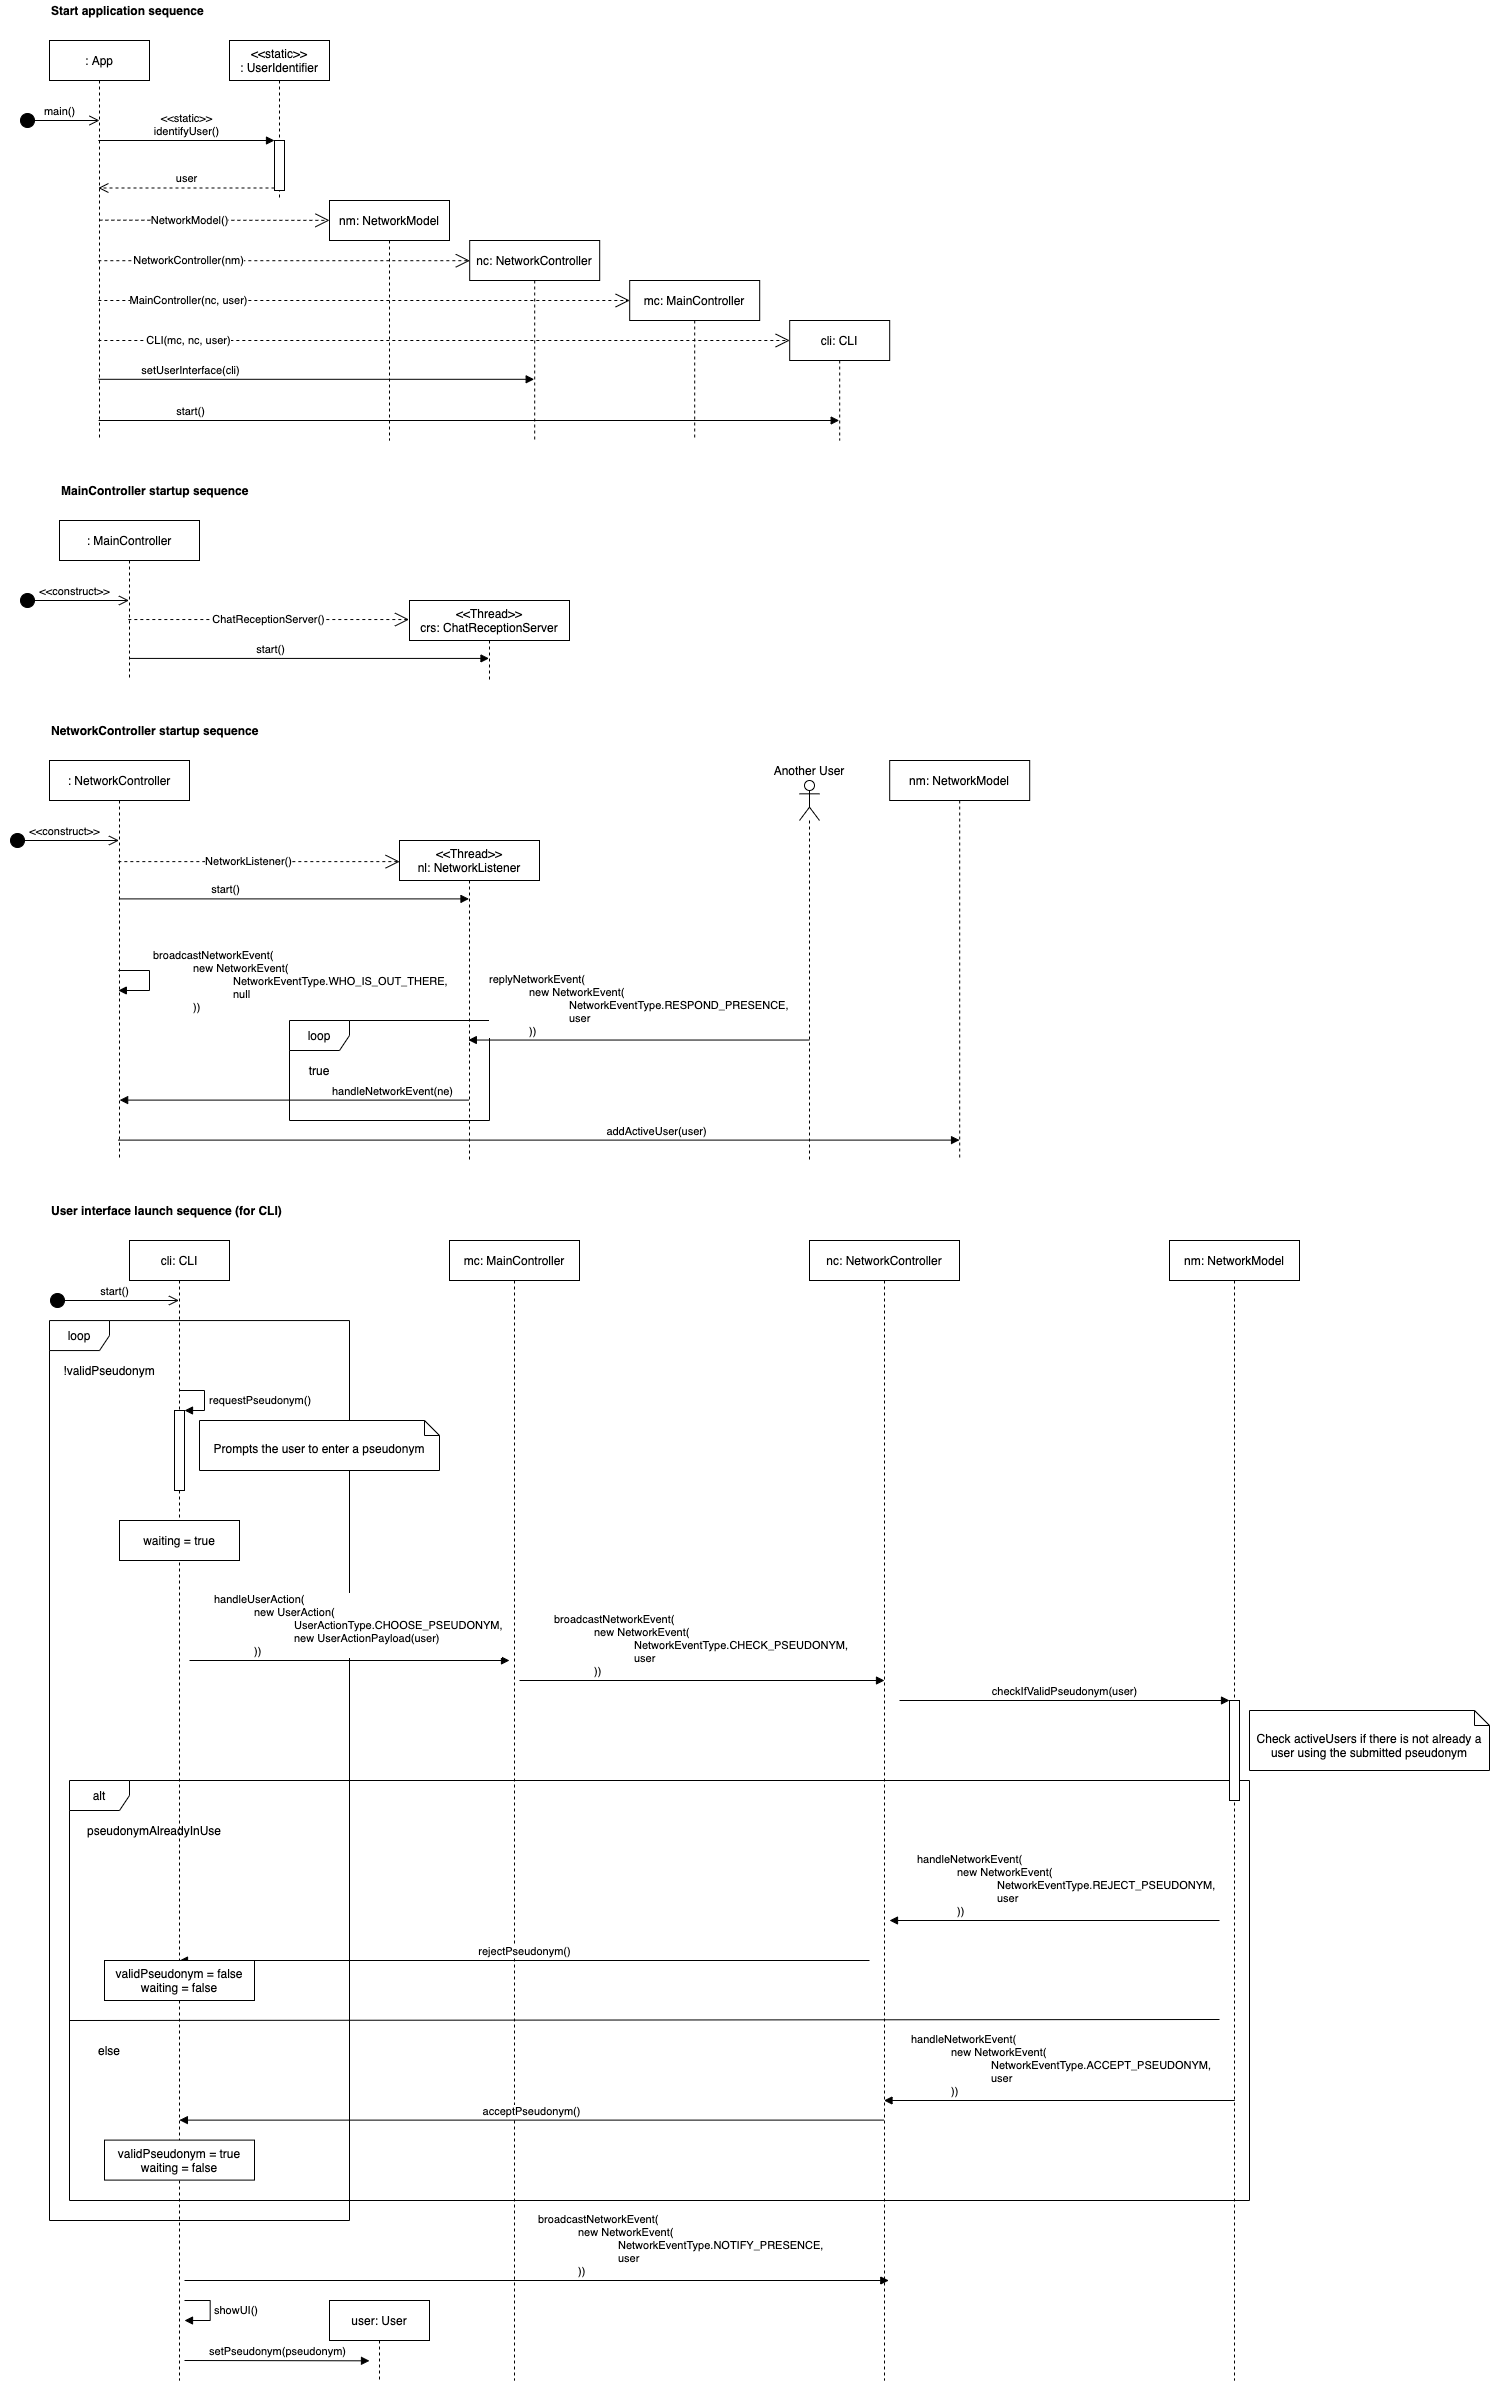 Start application sequence
: App
<<static>>
: UserIdentifier
main()
<<static>>
identifyUser()
user
NetworkModel()
nm: NetworkModel
NetworkController(nm)
nc: NetworkController
MainController(nc, user)
mc: MainController
CLI(mc, nc, user)
cli: CLI
setUserInterface(cli)
start()
MainController startup sequence
: MainController
<<construct>>
ChatReceptionServer()
<<Thread>>
crs: ChatReceptionServer
start()
NetworkController startup sequence
: NetworkController
Another User
nm: NetworkModel
<<construct>>
NetworkListener()
<<Thread>>
nl: NetworkListener
start()
broadcastNetworkEvent(
new NetworkEvent(
NetworkEventType.WHO_IS_OUT_THERE,
null
))
replyNetworkEvent(
new NetworkEvent(
NetworkEventType.RESPOND_PRESENCE,
user
))
loop
true
handleNetworkEvent(ne)
addActiveUser(user)
User interface launch sequence (for CLI)
cli: CLI
mc: MainController
nc: NetworkController
nm: NetworkModel
start()
loop
!validPseudonym
requestPseudonym()
Prompts the user to enter a pseudonym
waiting = true
handleUserAction(
new UserAction(
UserActionType.CHOOSE_PSEUDONYM,
new UserActionPayload(user)
))
broadcastNetworkEvent(
new NetworkEvent(
NetworkEventType.CHECK_PSEUDONYM,
user
))
checkIfValidPseudonym(user)
Check activeUsers if there is not already a
user using the submitted pseudonym
alt
pseudonymAlreadyInUse
handleNetworkEvent(
new NetworkEvent(
NetworkEventType.REJECT_PSEUDONYM,
user
))
rejectPseudonym()
validPseudonym = false
waiting = false
else
handleNetworkEvent(
new NetworkEvent(
NetworkEventType.ACCEPT_PSEUDONYM,
user
))
acceptPseudonym()
validPseudonym = true
waiting = false
broadcastNetworkEvent(
new NetworkEvent(
NetworkEventType.NOTIFY_PRESENCE,
user
))
showUI()
user: User
setPseudonym(pseudonym)